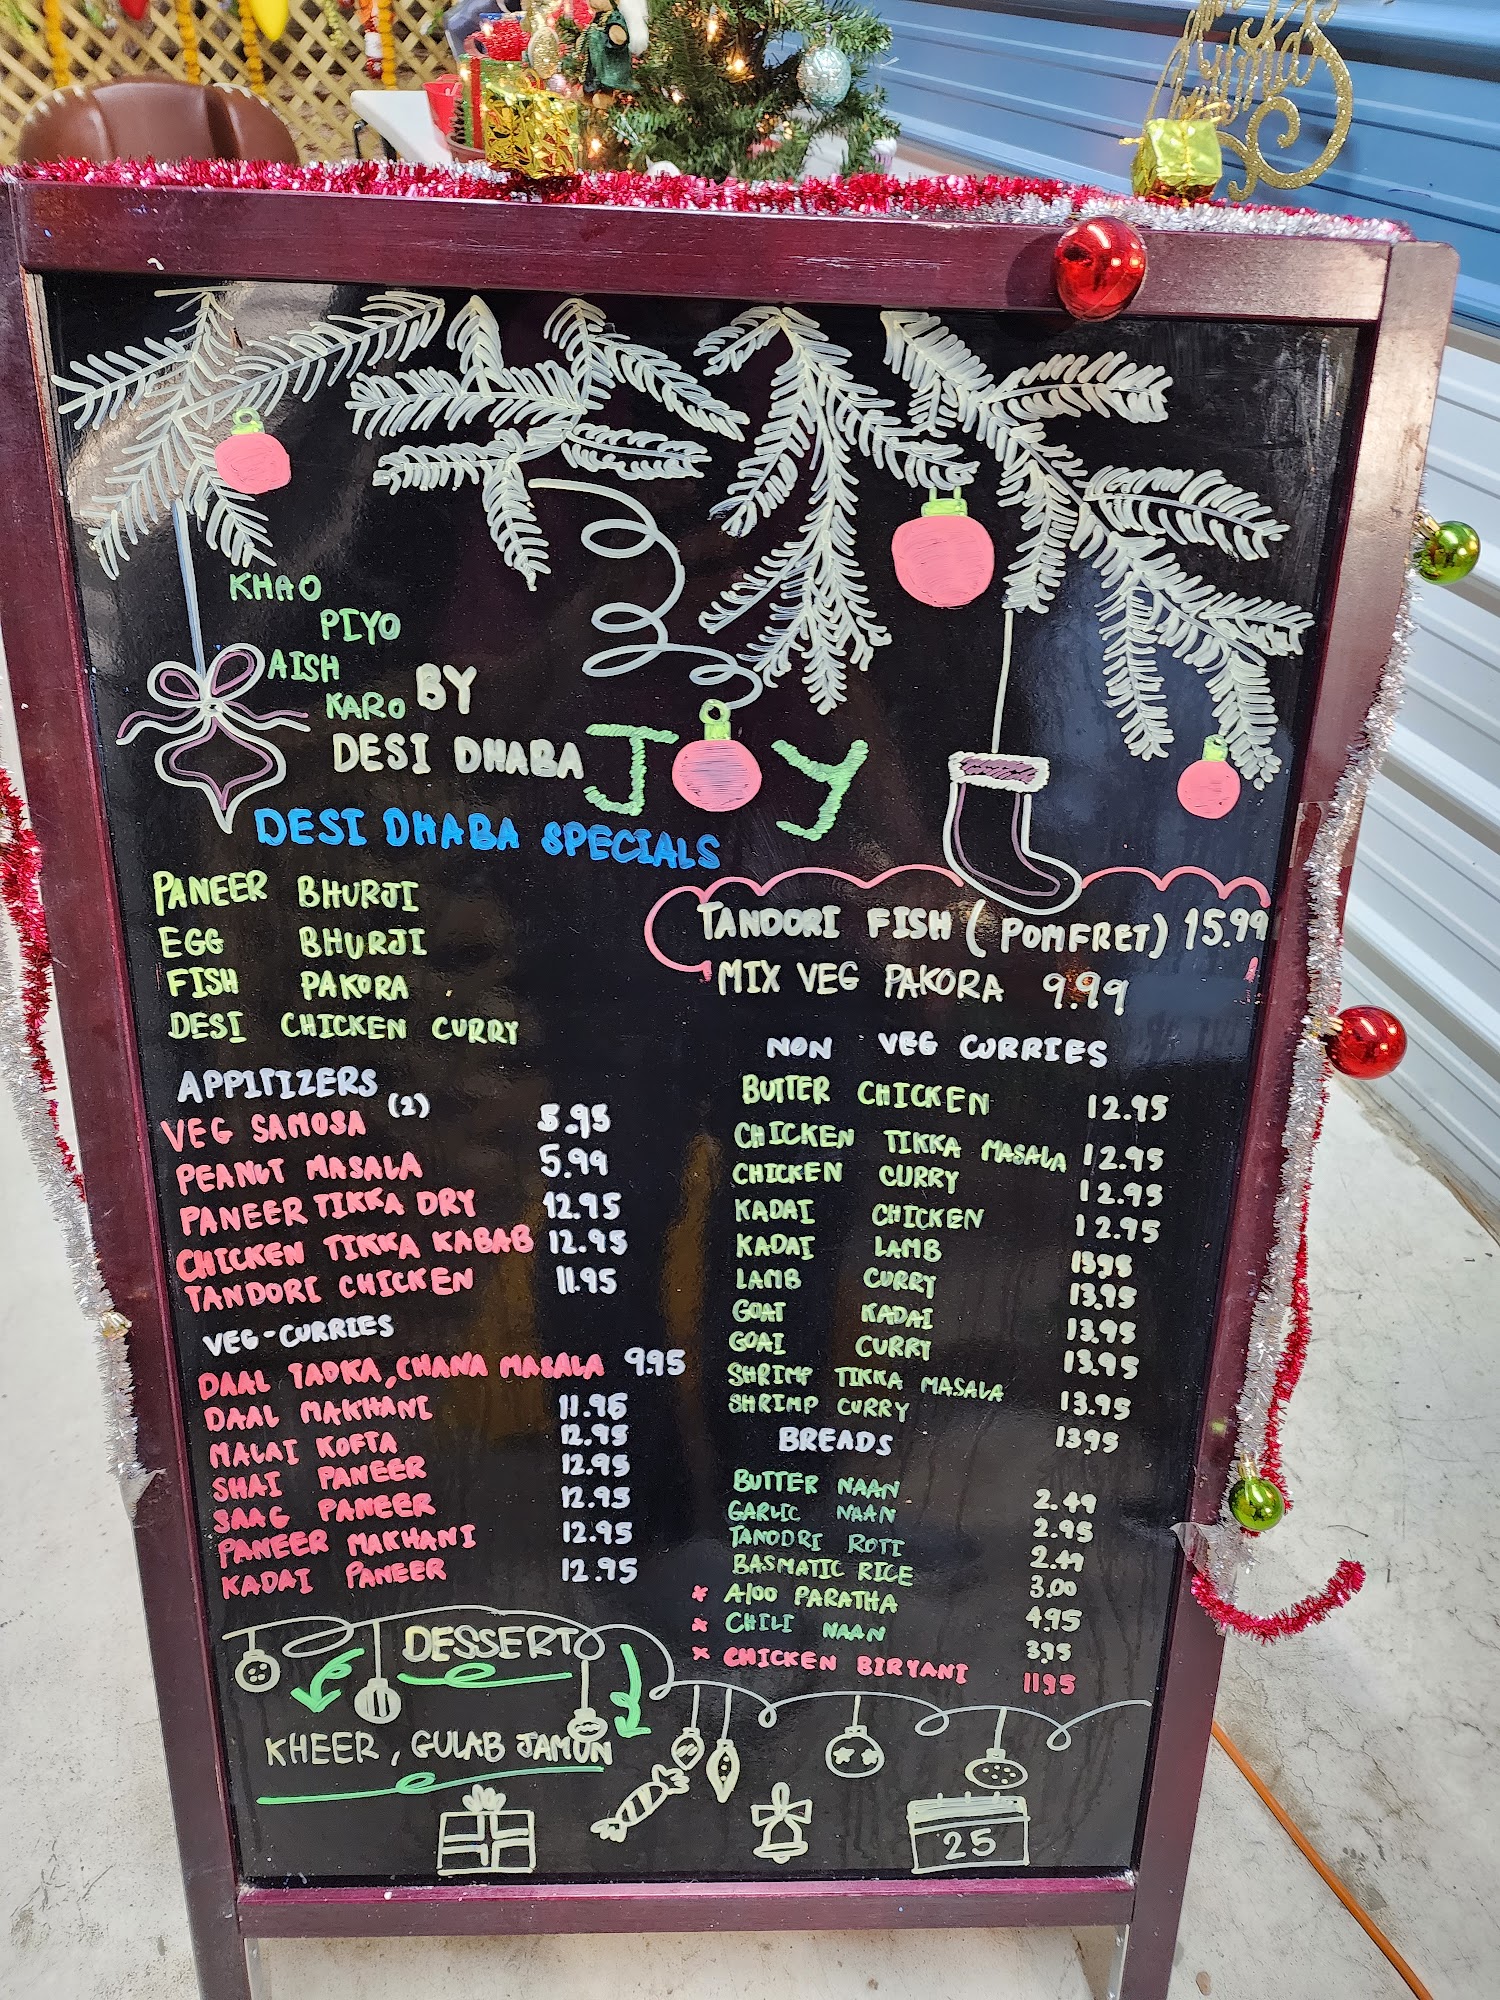 KHAO
PIYO
AISH
KARO BY
DESI DHABA
JOY
DESI DHABA SPECIALS
PANEER BHURJI
EGG BHURJI
FISH PAKORA
DESI CHICKEN CURRY
TANDORI FISH (POMFRET) 15.99
MIX VEG PAKORA 9.99
APPITIZERS
VEG SAMOSA (2) 5.95
PEANUT MASALA 5.99
PANEER TIKKA DRY 12.95
CHICKEN TIKKA KABAB 12.95
TANDORI CHICKEN 11.95
VEG-CURRIES
DAAL TADKA, CHANA MASALA 9.95
DAAL MAKHANI 11.95
MALAI KOFTA 12.95
SHAI PANEER 12.95
SAAG PANEER 12.95
PANEER MAKHANI 12.95
KADAI PANEER 12.95
NON VEG CURRIES
BUTTER CHICKEN 12.95
CHICKEN TIKKA MASALA 12.95
CHICKEN CURRY 12.95
KADAI CHICKEN 12.95
KADAI LAMB 13.95
LAMB CURRY 13.95
GOAT KADAI 13.95
GOAT CURRY 13.95
SHRIMP TIKKA MASALA 13.95
SHRIMP CURRY 13.95
BREADS
BUTTER NAAN 2.49
GARLIC NAAN 2.95
TANODRI ROTI 2.49
BASMATIC RICE 3.00
x Aloo PARATHA 4.95
x CHILI NAAN 3.95
x CHICKEN BIRYANI 11.95
DESSERT
KHEER, GULAB JAMUN
25